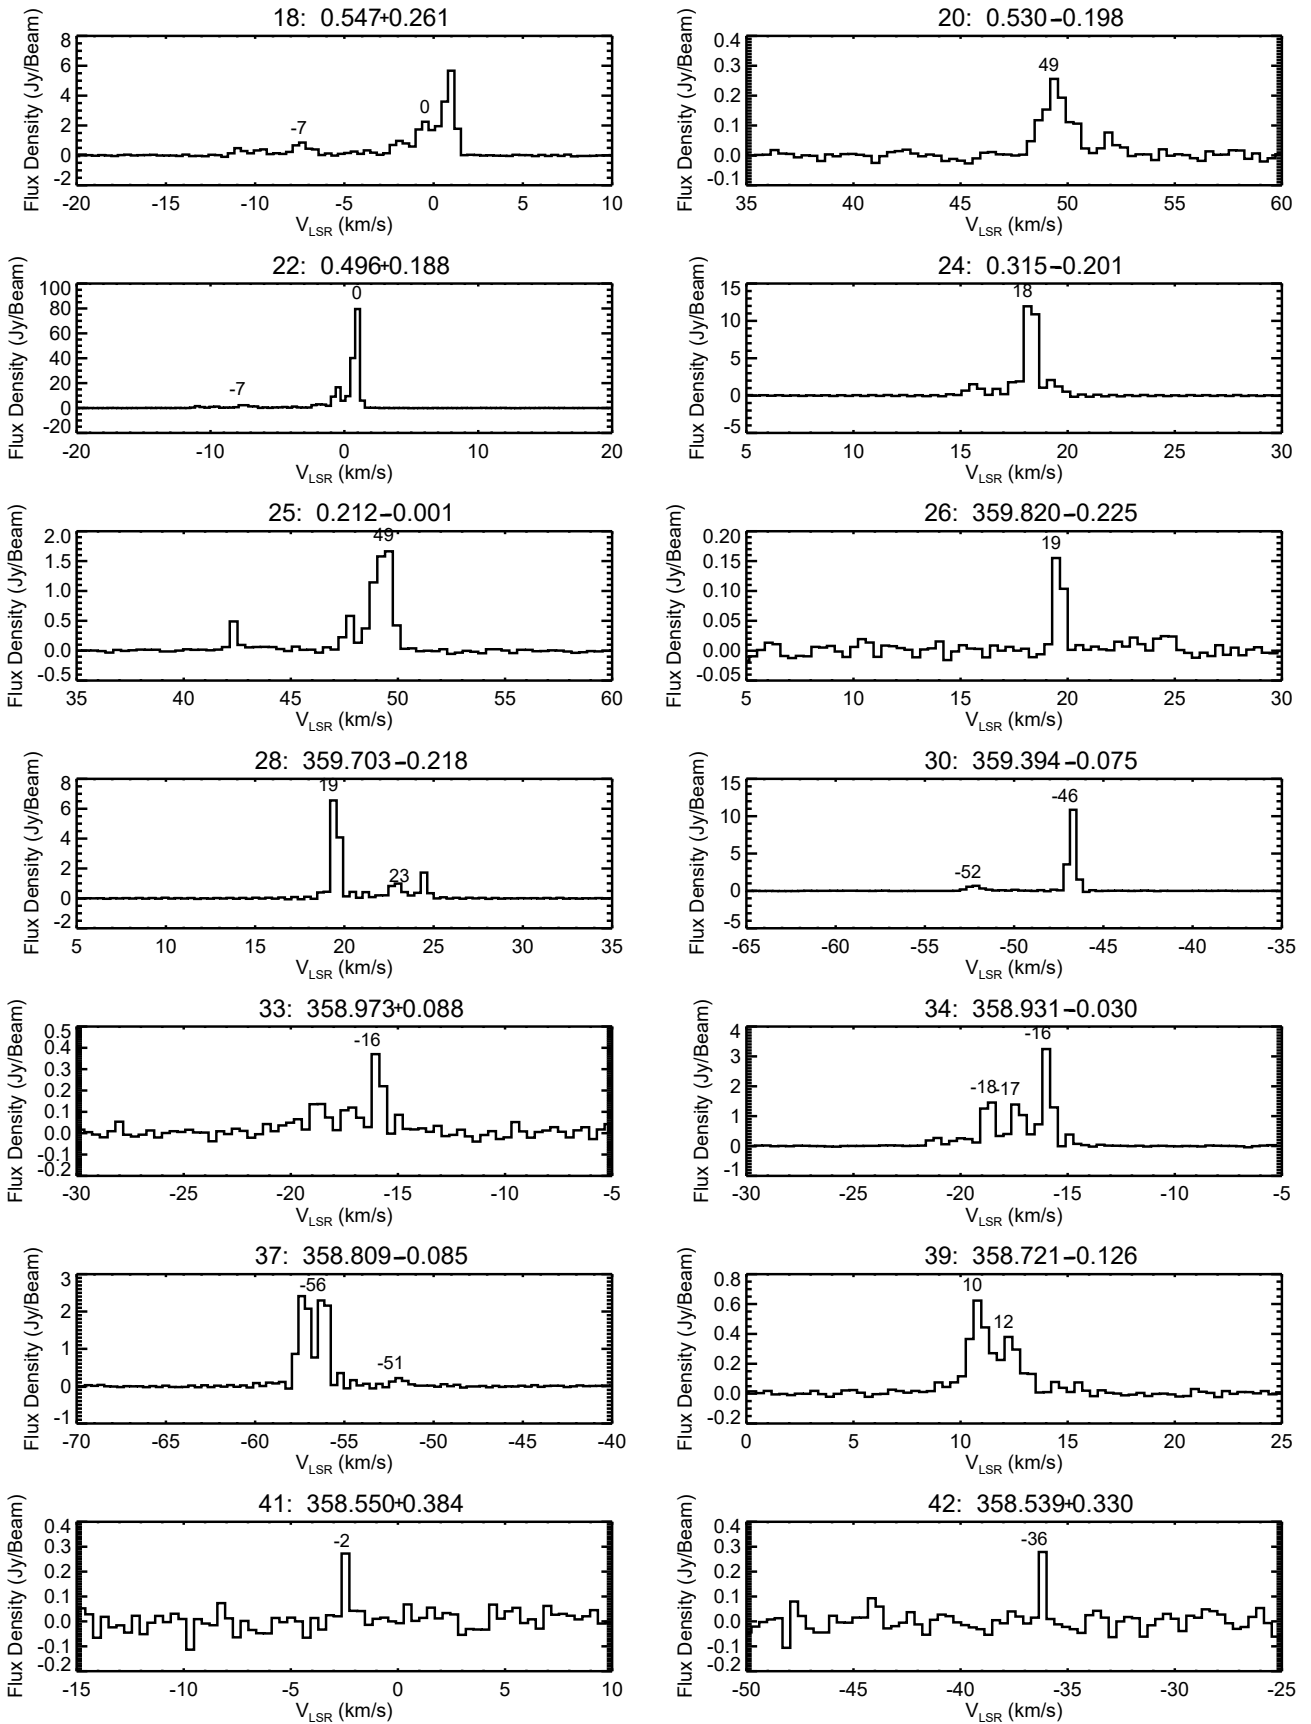 18: 0.547+0.261
Flux Density (Jy/Beam)
8
6
4
2
0
-2
-7
0
-20 -15 -10 -5 0 5 10
VLSR (km/s)
20: 0.530-0.198
Flux Density (Jy/Beam)
0.4
0.3
0.2
0.1
0.0
-0.1
49
35 40 45 50 55 60
VLSR (km/s)
22: 0.496+0.188
Flux Density (Jy/Beam)
100
80
60
40
20
0
-20
-7
0
-20 -10 0 10 20
VLSR (km/s)
24: 0.315-0.201
Flux Density (Jy/Beam)
15
10
5
0
-5
18
5 10 15 20 25 30
VLSR (km/s)
25: 0.212-0.001
Flux Density (Jy/Beam)
2.0
1.5
1.0
0.5
0.0
-0.5
49
35 40 45 50 55 60
VLSR (km/s)
26: 359.820-0.225
Flux Density (Jy/Beam)
0.20
0.15
0.10
0.05
0.00
-0.05
19
5 10 15 20 25 30
VLSR (km/s)
28: 359.703-0.218
Flux Density (Jy/Beam)
8
6
4
2
0
-2
19
23
5 10 15 20 25 30 35
VLSR (km/s)
30: 359.394-0.075
Flux Density (Jy/Beam)
15
10
5
0
-5
-52
-46
-65 -60 -55 -50 -45 -40 -35
VLSR (km/s)
33: 358.973+0.088
Flux Density (Jy/Beam)
0.5
0.4
0.3
0.2
0.1
0.0
-0.1
-0.2
-16
-30 -25 -20 -15 -10 -5
VLSR (km/s)
34: 358.931-0.030
Flux Density (Jy/Beam)
4
3
2
1
0
-1
-18 -17
-16
-30 -25 -20 -15 -10 -5
VLSR (km/s)
37: 358.809-0.085
Flux Density (Jy/Beam)
3
2
1
0
-1
-56
-51
-70 -65 -60 -55 -50 -45 -40
VLSR (km/s)
39: 358.721-0.126
Flux Density (Jy/Beam)
0.8
0.6
0.4
0.2
0.0
-0.2
10
12
0 5 10 15 20 25
VLSR (km/s)
41: 358.550+0.384
Flux Density (Jy/Beam)
0.4
0.3
0.2
0.1
0.0
-0.1
-0.2
-2
-15 -10 -5 0 5 10
VLSR (km/s)
42: 358.539+0.330
Flux Density (Jy/Beam)
0.4
0.3
0.2
0.1
0.0
-0.1
-0.2
-36
-50 -45 -40 -35 -30 -25
VLSR (km/s)